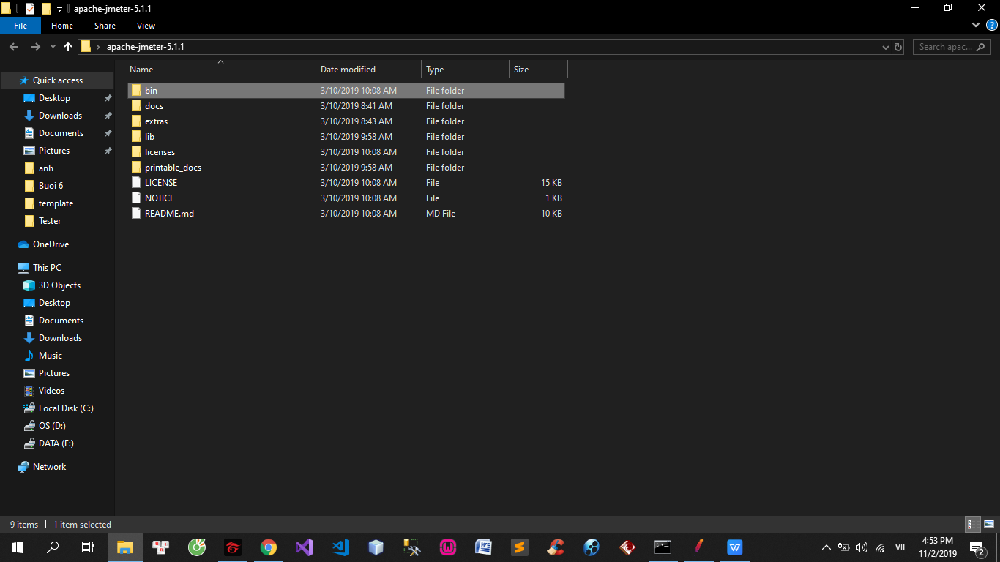 apache-jmeter-5.1.1
File Home Share View
apache-jmeter-5.1.1 Search apac...
Name Date modified Type Size
Quick access
Desktop
Downloads
Documents
Pictures
anh
Buoi 6
template
Tester
OneDrive
This PC
3D Objects
Desktop
Documents
Downloads
Music
Pictures
Videos
Local Disk (C:)
OS (D:)
DATA (E:)
Network
bin 3/10/2019 10:08 AM File folder
docs 3/10/2019 8:41 AM File folder
extras 3/10/2019 8:43 AM File folder
lib 3/10/2019 9:58 AM File folder
licenses 3/10/2019 10:08 AM File folder
printable_docs 3/10/2019 9:58 AM File folder
LICENSE 3/10/2019 10:08 AM File 15 KB
NOTICE 3/10/2019 10:08 AM File 1 KB
README.md 3/10/2019 10:08 AM MD File 10 KB
9 items 1 item selected
VIE 4:53 PM
11/2/2019 2